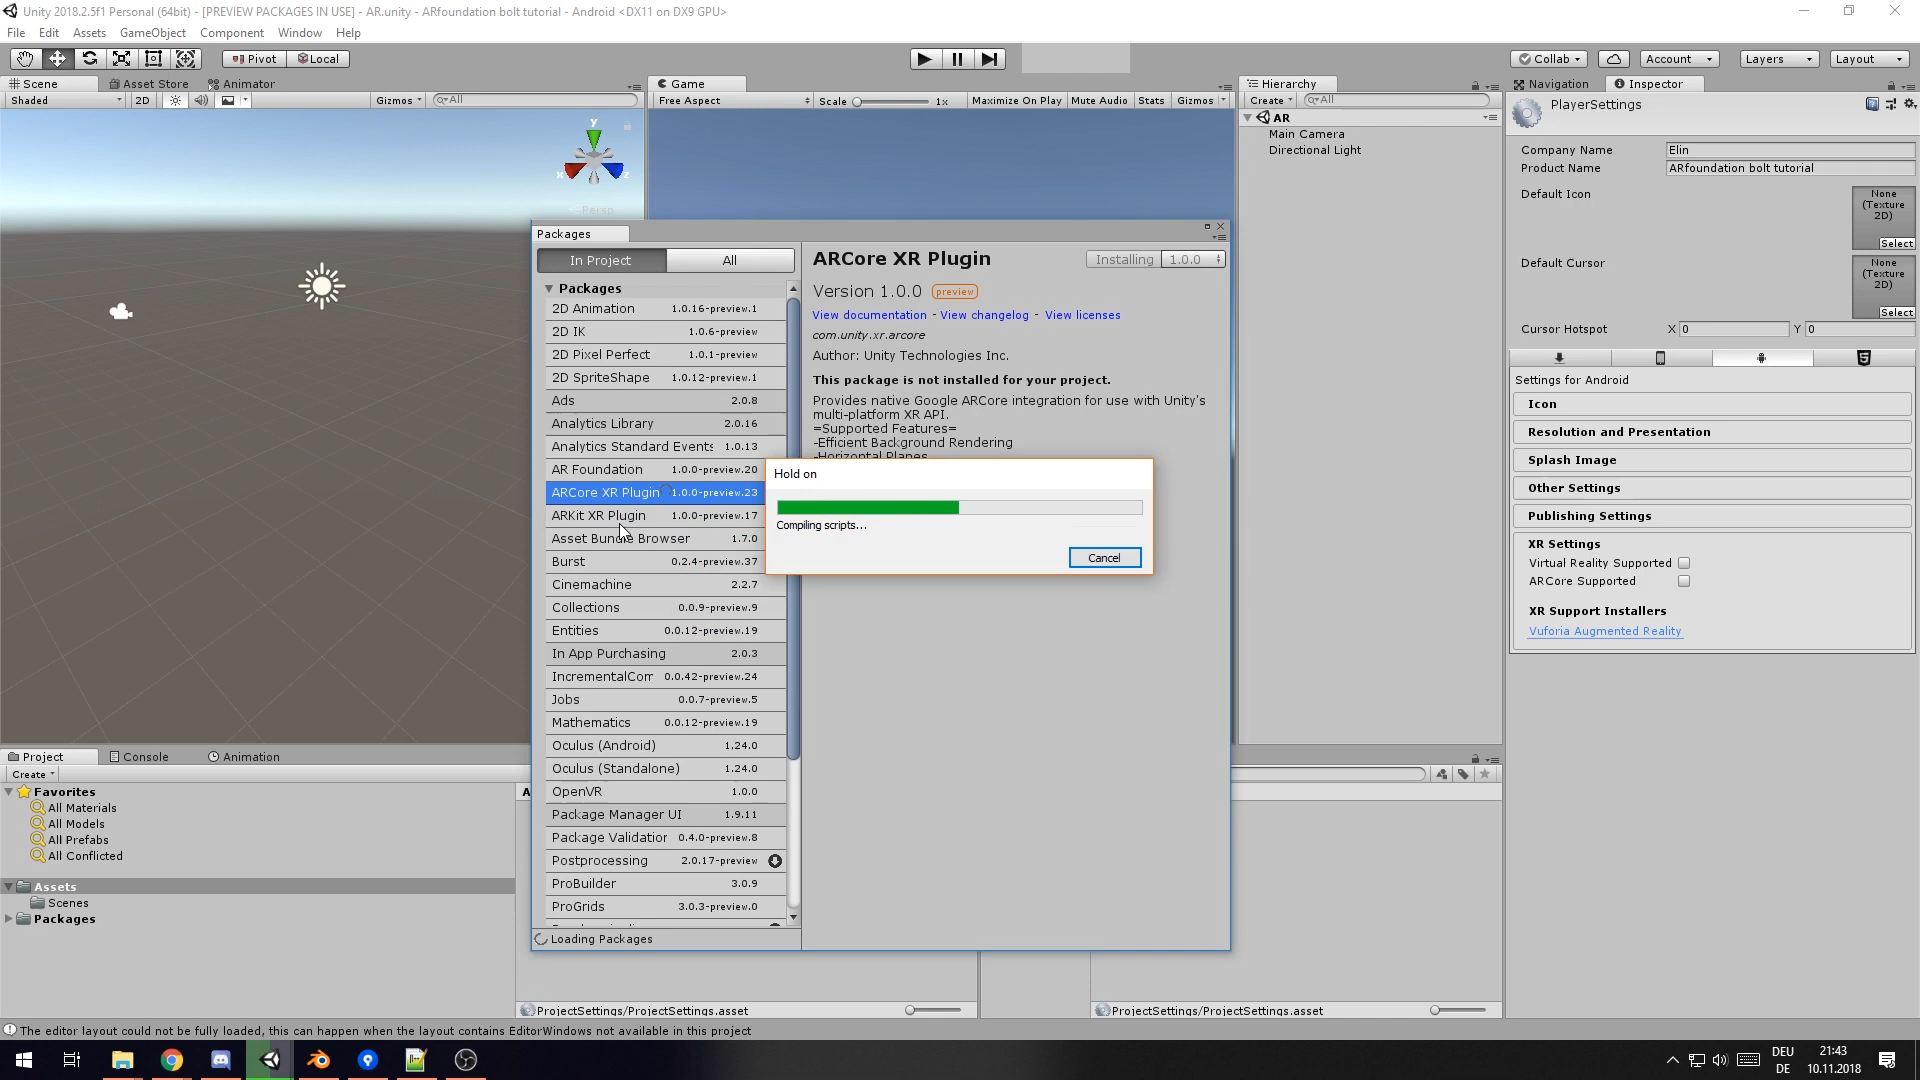 Unity 2018.2.5f1 Personal (64bit) - [PREVIEW PACKAGES IN USE] - AR.unity - ARfoundation bolt tutorial - Android <DX11 on DX9 GPU>
File Edit Assets GameObject Component Window Help
Pivot Local Collab Account Layers Layout
Scene Asset Store Animator
Shaded 2D Gizmos All
Game
Free Aspect Scale 1x Maximize On Play Mute Audio Stats Gizmos
Hierarchy
Create All
AR
Main Camera
Directional Light
Navigation Inspector
PlayerSettings
Company Name Elin
Product Name ARfoundation bolt tutorial
Default Icon
None
(Texture
2D)
Select
Default Cursor
None
(Texture
2D)
Select
Cursor Hotspot X 0 Y 0
Settings for Android
Icon
Resolution and Presentation
Splash Image
Other Settings
Publishing Settings
XR Settings
Virtual Reality Supported
ARCore Supported
XR Support Installers
Vuforia Augmented Reality
y
x z
Persp
Packages
In Project All
Packages
2D Animation 1.0.16-preview.1
2D IK 1.0.6-preview
2D Pixel Perfect 1.0.1-preview
2D SpriteShape 1.0.12-preview.1
Ads 2.0.8
Analytics Library 2.0.16
Analytics Standard Events 1.0.13
AR Foundation 1.0.0-preview.20
ARCore XR Plugin 1.0.0-preview.23
ARKit XR Plugin 1.0.0-preview.17
Asset Bundle Browser 1.7.0
Burst 0.2.4-preview.37
Cinemachine 2.2.7
Collections 0.0.9-preview.9
Entities 0.0.12-preview.19
In App Purchasing 2.0.3
IncrementalCom 0.0.42-preview.24
Jobs 0.0.7-preview.5
Mathematics 0.0.12-preview.19
Oculus (Android) 1.24.0
Oculus (Standalone) 1.24.0
OpenVR 1.0.0
Package Manager UI 1.9.11
Package Validation 0.4.0-preview.8
Postprocessing 2.0.17-preview
ProBuilder 3.0.9
ProGrids 3.0.3-preview.0
Loading Packages
ARCore XR Plugin Installing 1.0.0
Version 1.0.0 preview
View documentation - View changelog - View licenses
com.unity.xr.arcore
Author: Unity Technologies Inc.
This package is not installed for your project.
Provides native Google ARCore integration for use with Unity's
multi-platform XR API.
=Supported Features=
-Efficient Background Rendering
-Horizontal Planes
Hold on
Compiling scripts...
Cancel
Project Console Animation
Create
Favorites
All Materials
All Models
All Prefabs
All Conflicted
Assets
Scenes
Packages
A
ProjectSettings/ProjectSettings.asset
ProjectSettings/ProjectSettings.asset
The editor layout could not be fully loaded, this can happen when the layout contains EditorWindows not available in this project
DEU
DE
21:43
10.11.2018